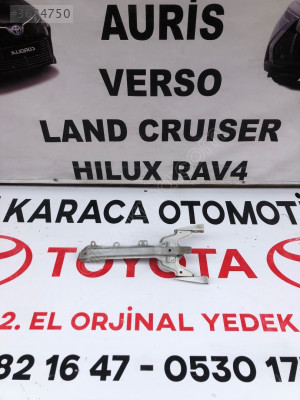 AURİS
VERSO
LAND CRUISER
HILUX RAV4
KARACA OTOMOTİ
TOYOTA
2. EL ORJİNAL YEDEK
82 16 47 - 0530 17